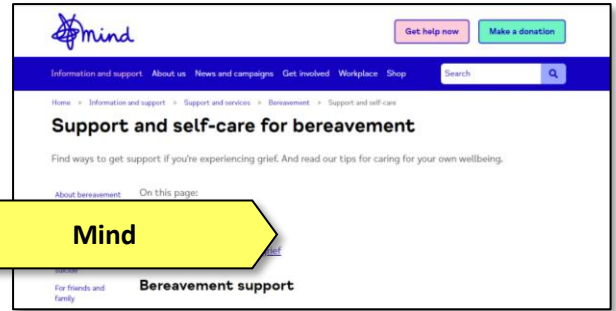 mind
Get help now Make a donation
Information and support About us News and campaigns Get involved Workplace Shop Search
Home > Information and support > Support and services > Bereavement > Support and self-care
Support and self-care for bereavement
Find ways to get support if you're experiencing grief. And read our tips for caring for your own wellbeing.
About bereavement On this page:
Mind
grief
suicide
For friends and
family
Bereavement support